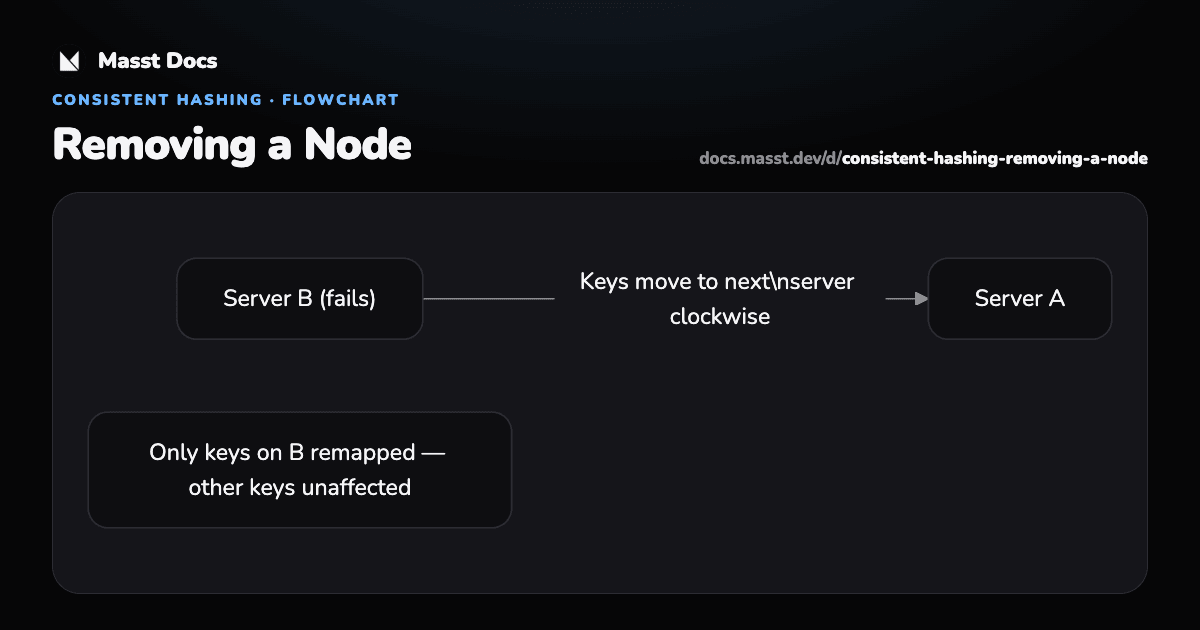 Masst Docs
CONSISTENT HASHING · FLOWCHART
Removing a Node
docs.masst.dev/d/consistent-hashing-removing-a-node
Server B (fails)
Keys move to next\nserver
clockwise
Server A
Only keys on B remapped —
other keys unaffected